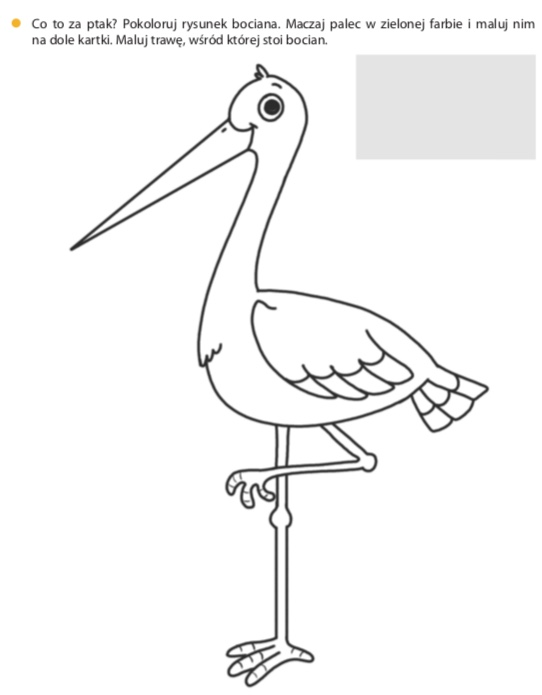 Co to za ptak? Pokoloruj rysunek bociana. Maczaj palec w zielonej farbie i maluj nim
na dole kartki. Maluj trawę, wśród której stoi bocian.